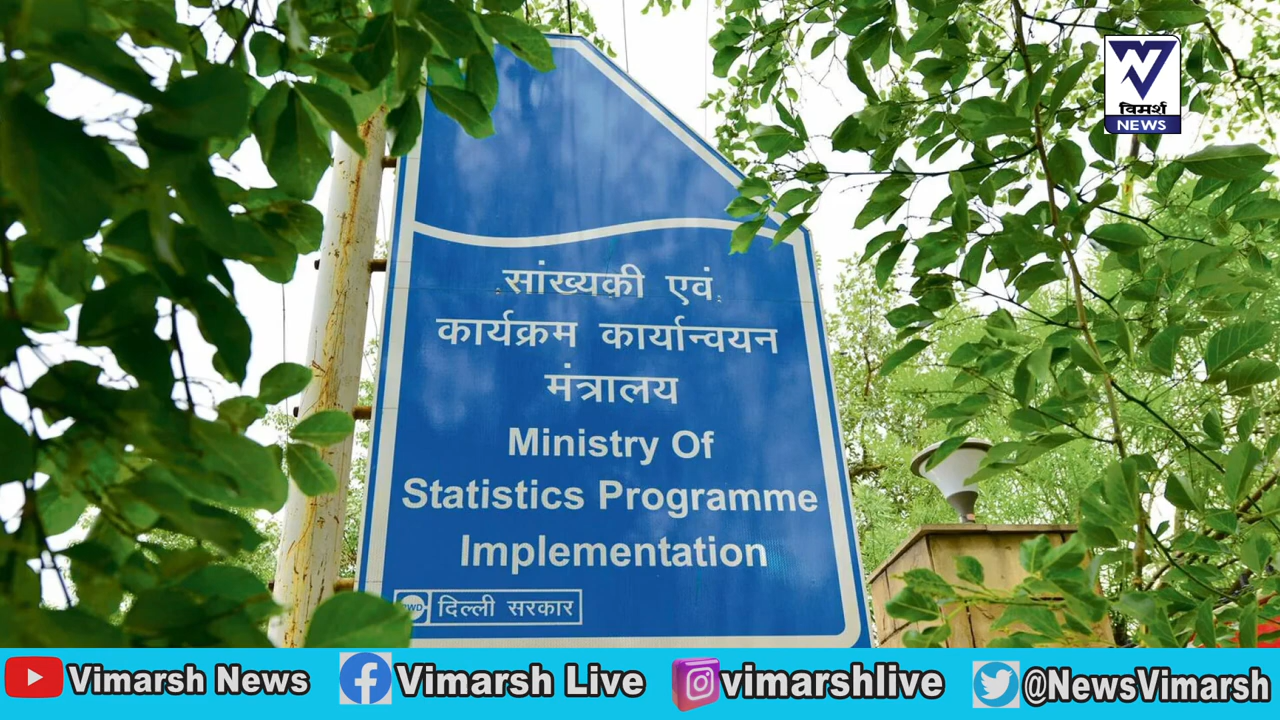 विमर्श
NEWS
सांख्यकी एवं
कार्यक्रम कार्यान्वयन
मंत्रालय
Ministry Of
Statistics Programme
Implementation
दिल्ली सरकार
Vimarsh News
Vimarsh Live
vimarshlive
@NewsVimarsh